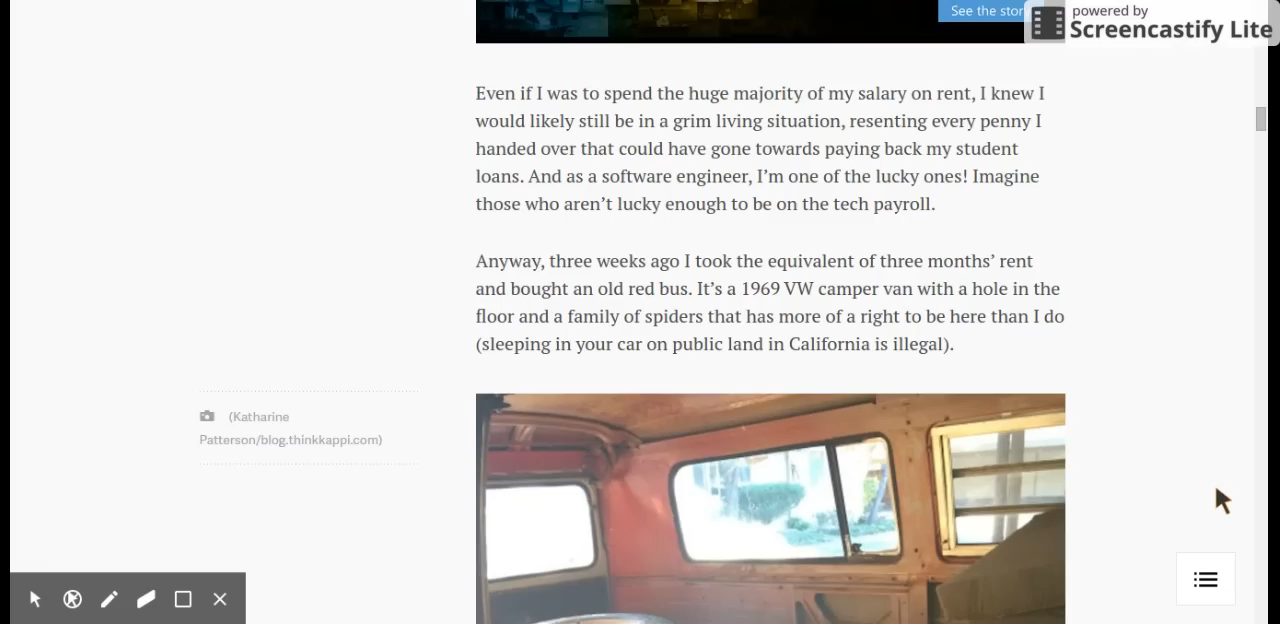 See the stor
powered by
Screencastify Lite
Even if I was to spend the huge majority of my salary on rent, I knew I
would likely still be in a grim living situation, resenting every penny I
handed over that could have gone towards paying back my student
loans. And as a software engineer, I’m one of the lucky ones! Imagine
those who aren’t lucky enough to be on the tech payroll.
Anyway, three weeks ago I took the equivalent of three months’ rent
and bought an old red bus. It’s a 1969 VW camper van with a hole in the
floor and a family of spiders that has more of a right to be here than I do
(sleeping in your car on public land in California is illegal).
(Katharine
Patterson/blog.thinkkappi.com)